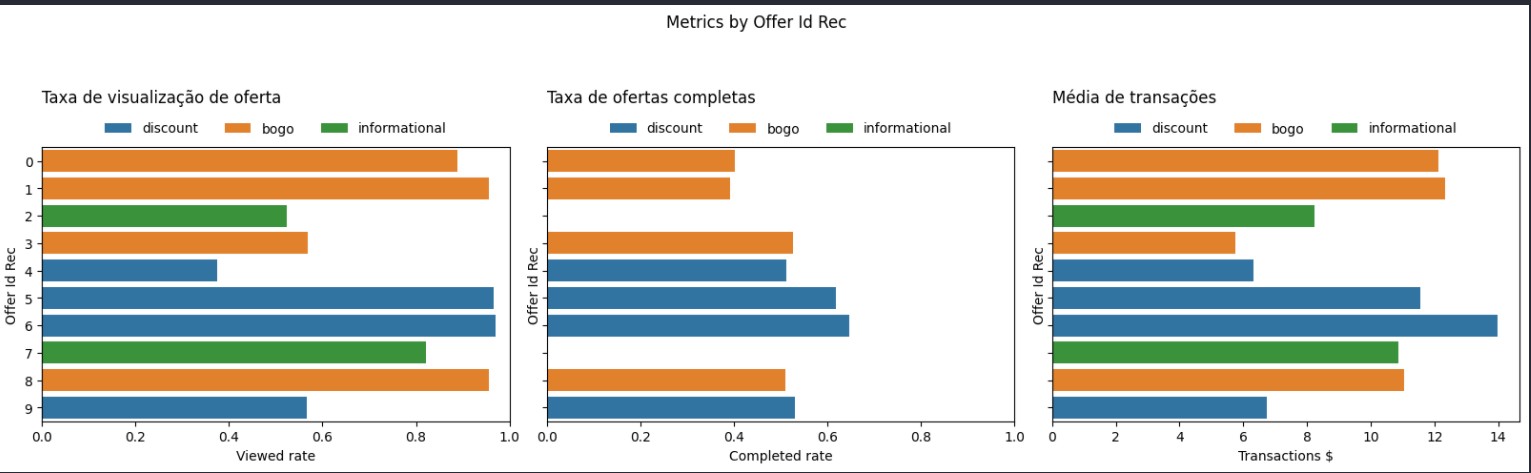 Metrics by Offer Id Rec
Taxa de visualização de oferta
discount bogo informational
0
1
2
3
4
5
6
7
8
9
Offer Id Rec
0.0 0.2 0.4 0.6 0.8 1.0
Viewed rate
Taxa de ofertas completas
discount bogo informational
Offer Id Rec
0.0 0.2 0.4 0.6 0.8 1.0
Completed rate
Média de transações
discount bogo informational
Offer Id Rec
0 2 4 6 8 10 12 14
Transactions $